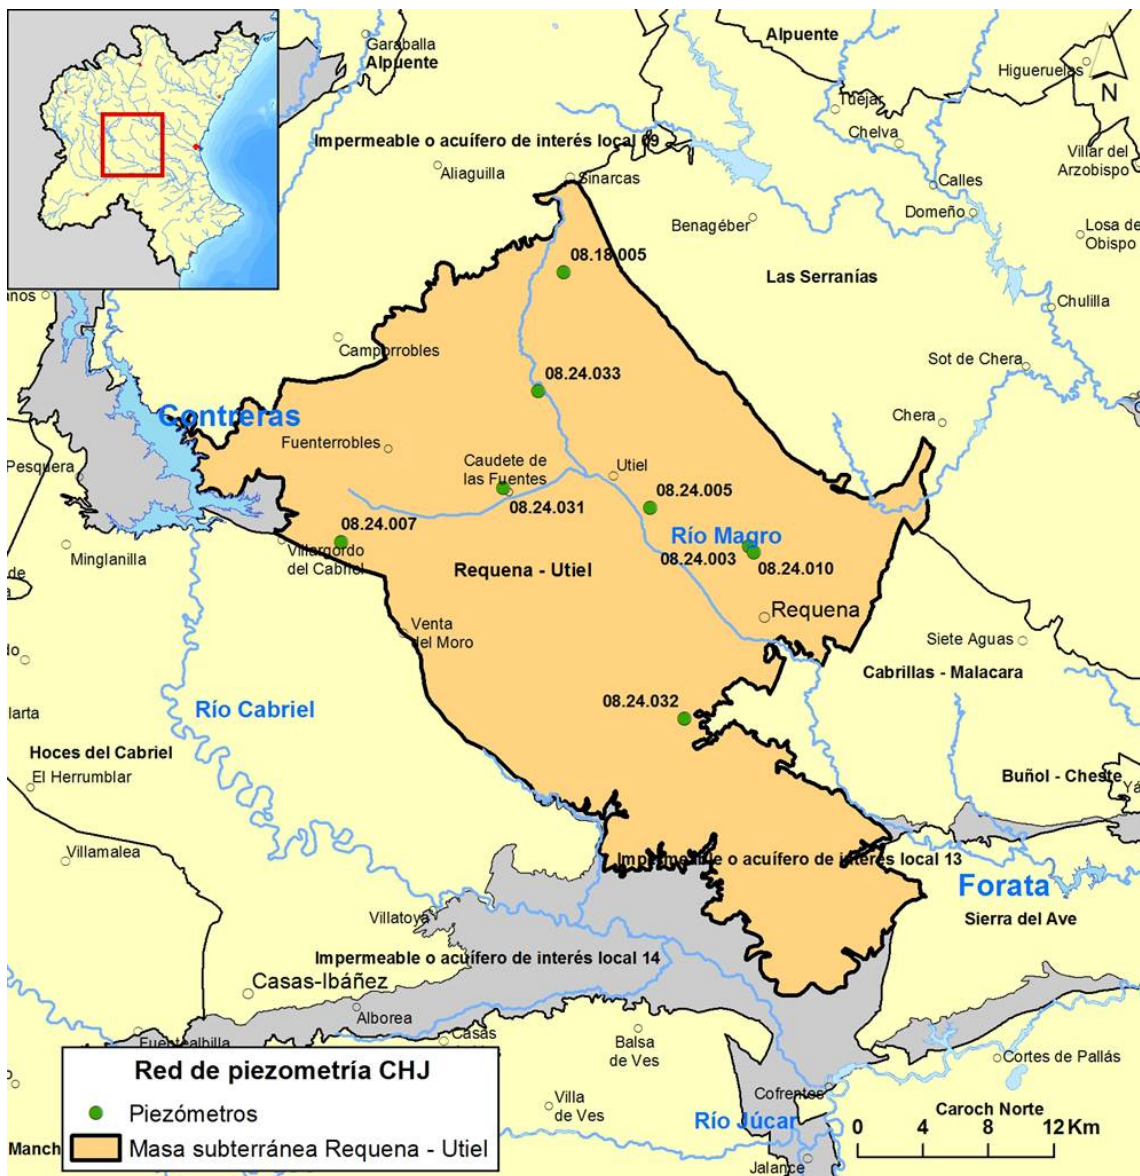 Garaballa
Alpuente
Alpuente
Higueruelas
N
Tuéjar
Chelva
Impermeable o acuífero de interés local 09
Aliaguilla
Sinarcas
Villar del
Arzobispo
Calles
Benagéber
Domeño
Losa de
Obispo
08.18.005
Las Serranías
Chulilla
Camporrobles
Sot de Chera
08.24.033
Contreras
Chera
Fuenterrobles
Pesquera
Caudete de
las Fuentes
Utiel
08.24.005
08.24.031
08.24.007
Río Magro
Minglanilla
Villargordo
del Cabriel
08.24.003
08.24.010
Requena - Utiel
Requena
Venta
del Moro
Siete Aguas
Cabrillas - Malacara
08.24.032
Río Cabriel
Hoces del Cabriel
El Herrumblar
Buñol - Cheste
Villamalea
Impermeable o acuífero de interés local 13
Forata
Sierra del Ave
Villatoya
Impermeable o acuífero de interés local 14
Casas-Ibáñez
Alborea
Fuentealbilla
Casas
Balsa
de Ves
Cortes de Pallás
Cofrentes
Villa
de Ves
Río Júcar
Caroch Norte
Manch
Jalance
0 4 8 12 Km
Red de piezometría CHJ
Piezómetros
Masa subterránea Requena - Utiel